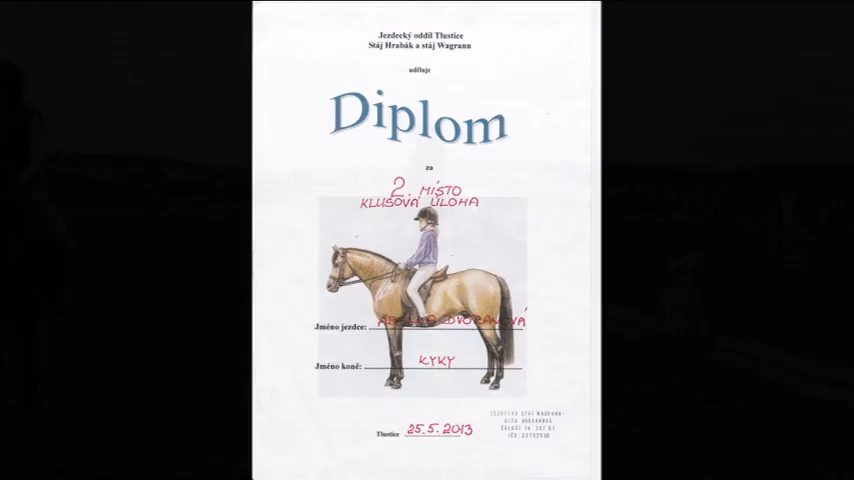 Jezdecký oddíl Tlustice
Stáj Hrabák a stáj Wagrann
uděluje
Diplom
za
2. MÍSTO
KLUSOVÁ ÚLOHA
Jméno jezdce:
Jméno koně: KYKY
Tlustice 25.5.2013